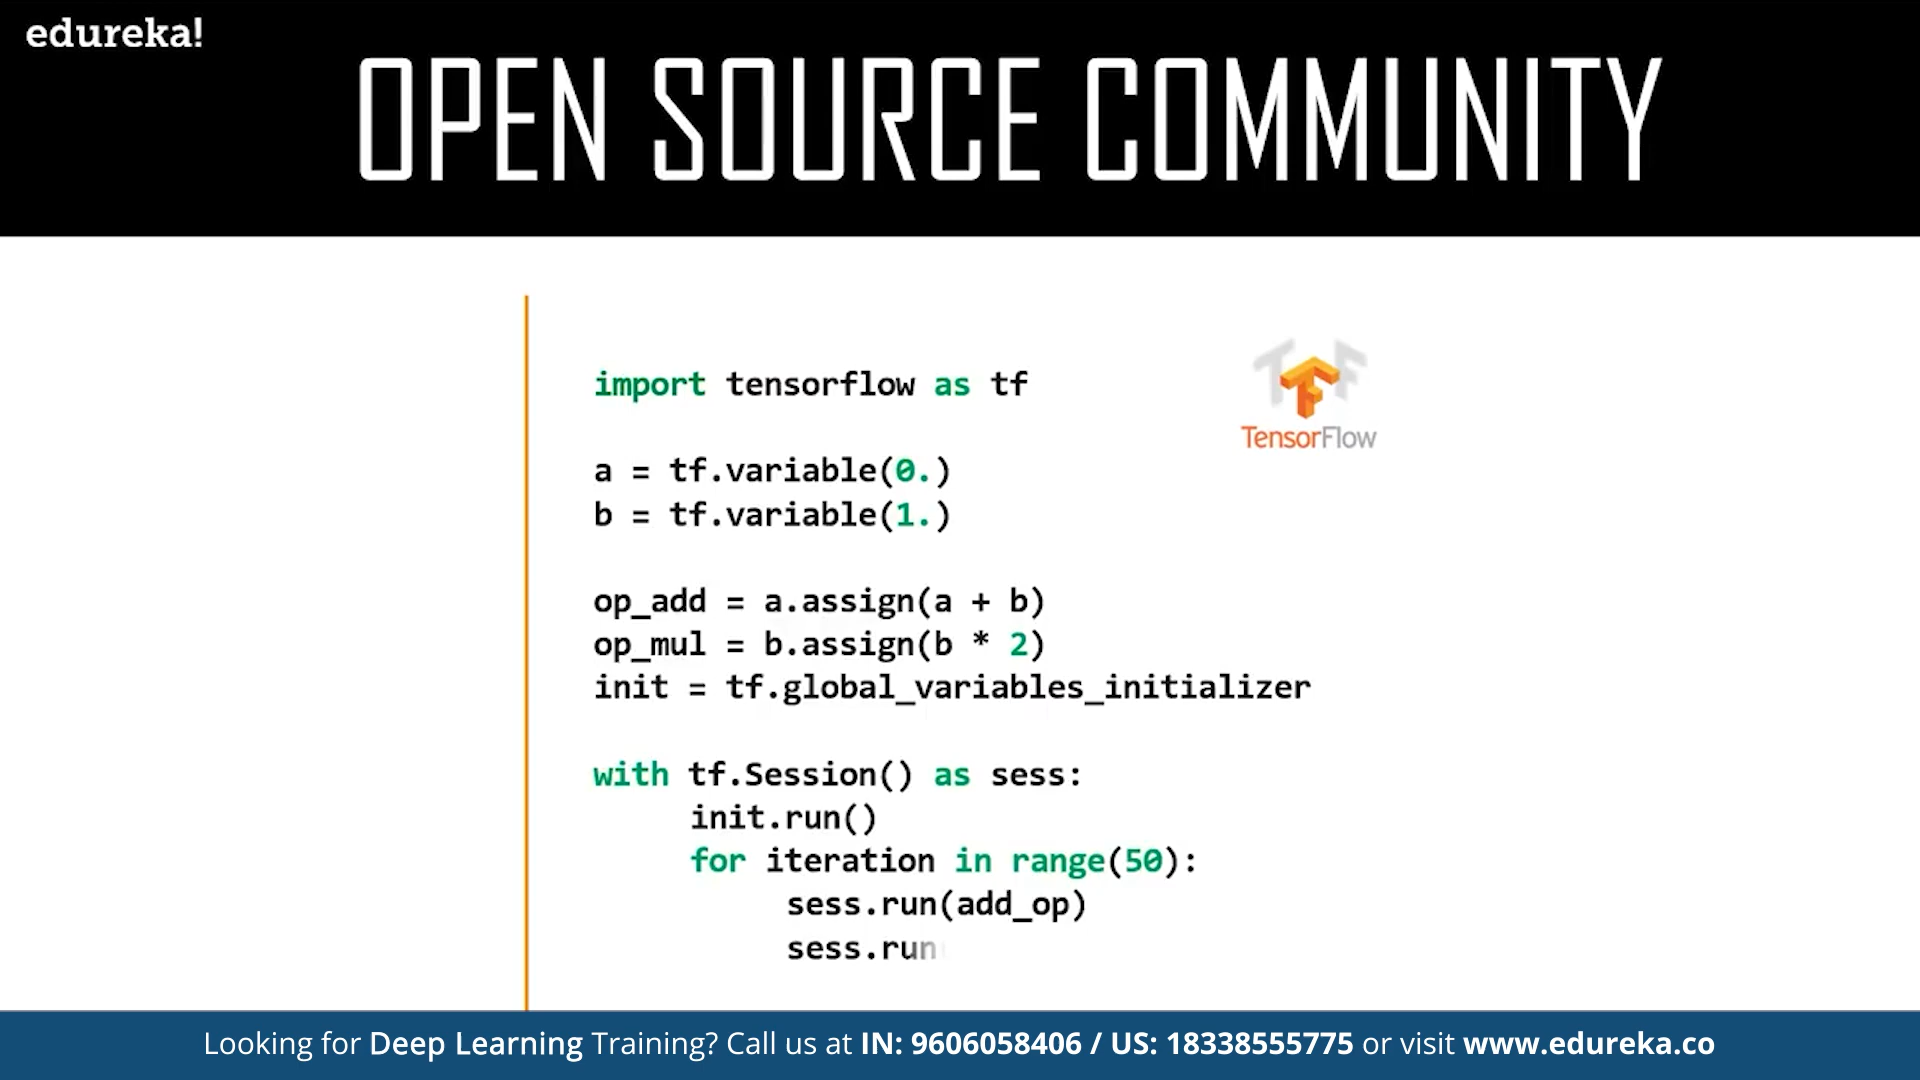 edureka!
OPEN SOURCE COMMUNITY
import tensorflow as tf
TensorFlow
a = tf.variable(0.)
b = tf.variable(1.)
op_add = a.assign(a + b)
op_mul = b.assign(b * 2)
init = tf.global_variables_initializer
with tf.Session() as sess:
init.run()
for iteration in range(50):
sess.run(add_op)
sess.run
Looking for Deep Learning Training? Call us at IN: 9606058406 / US: 18338555775 or visit www.edureka.co